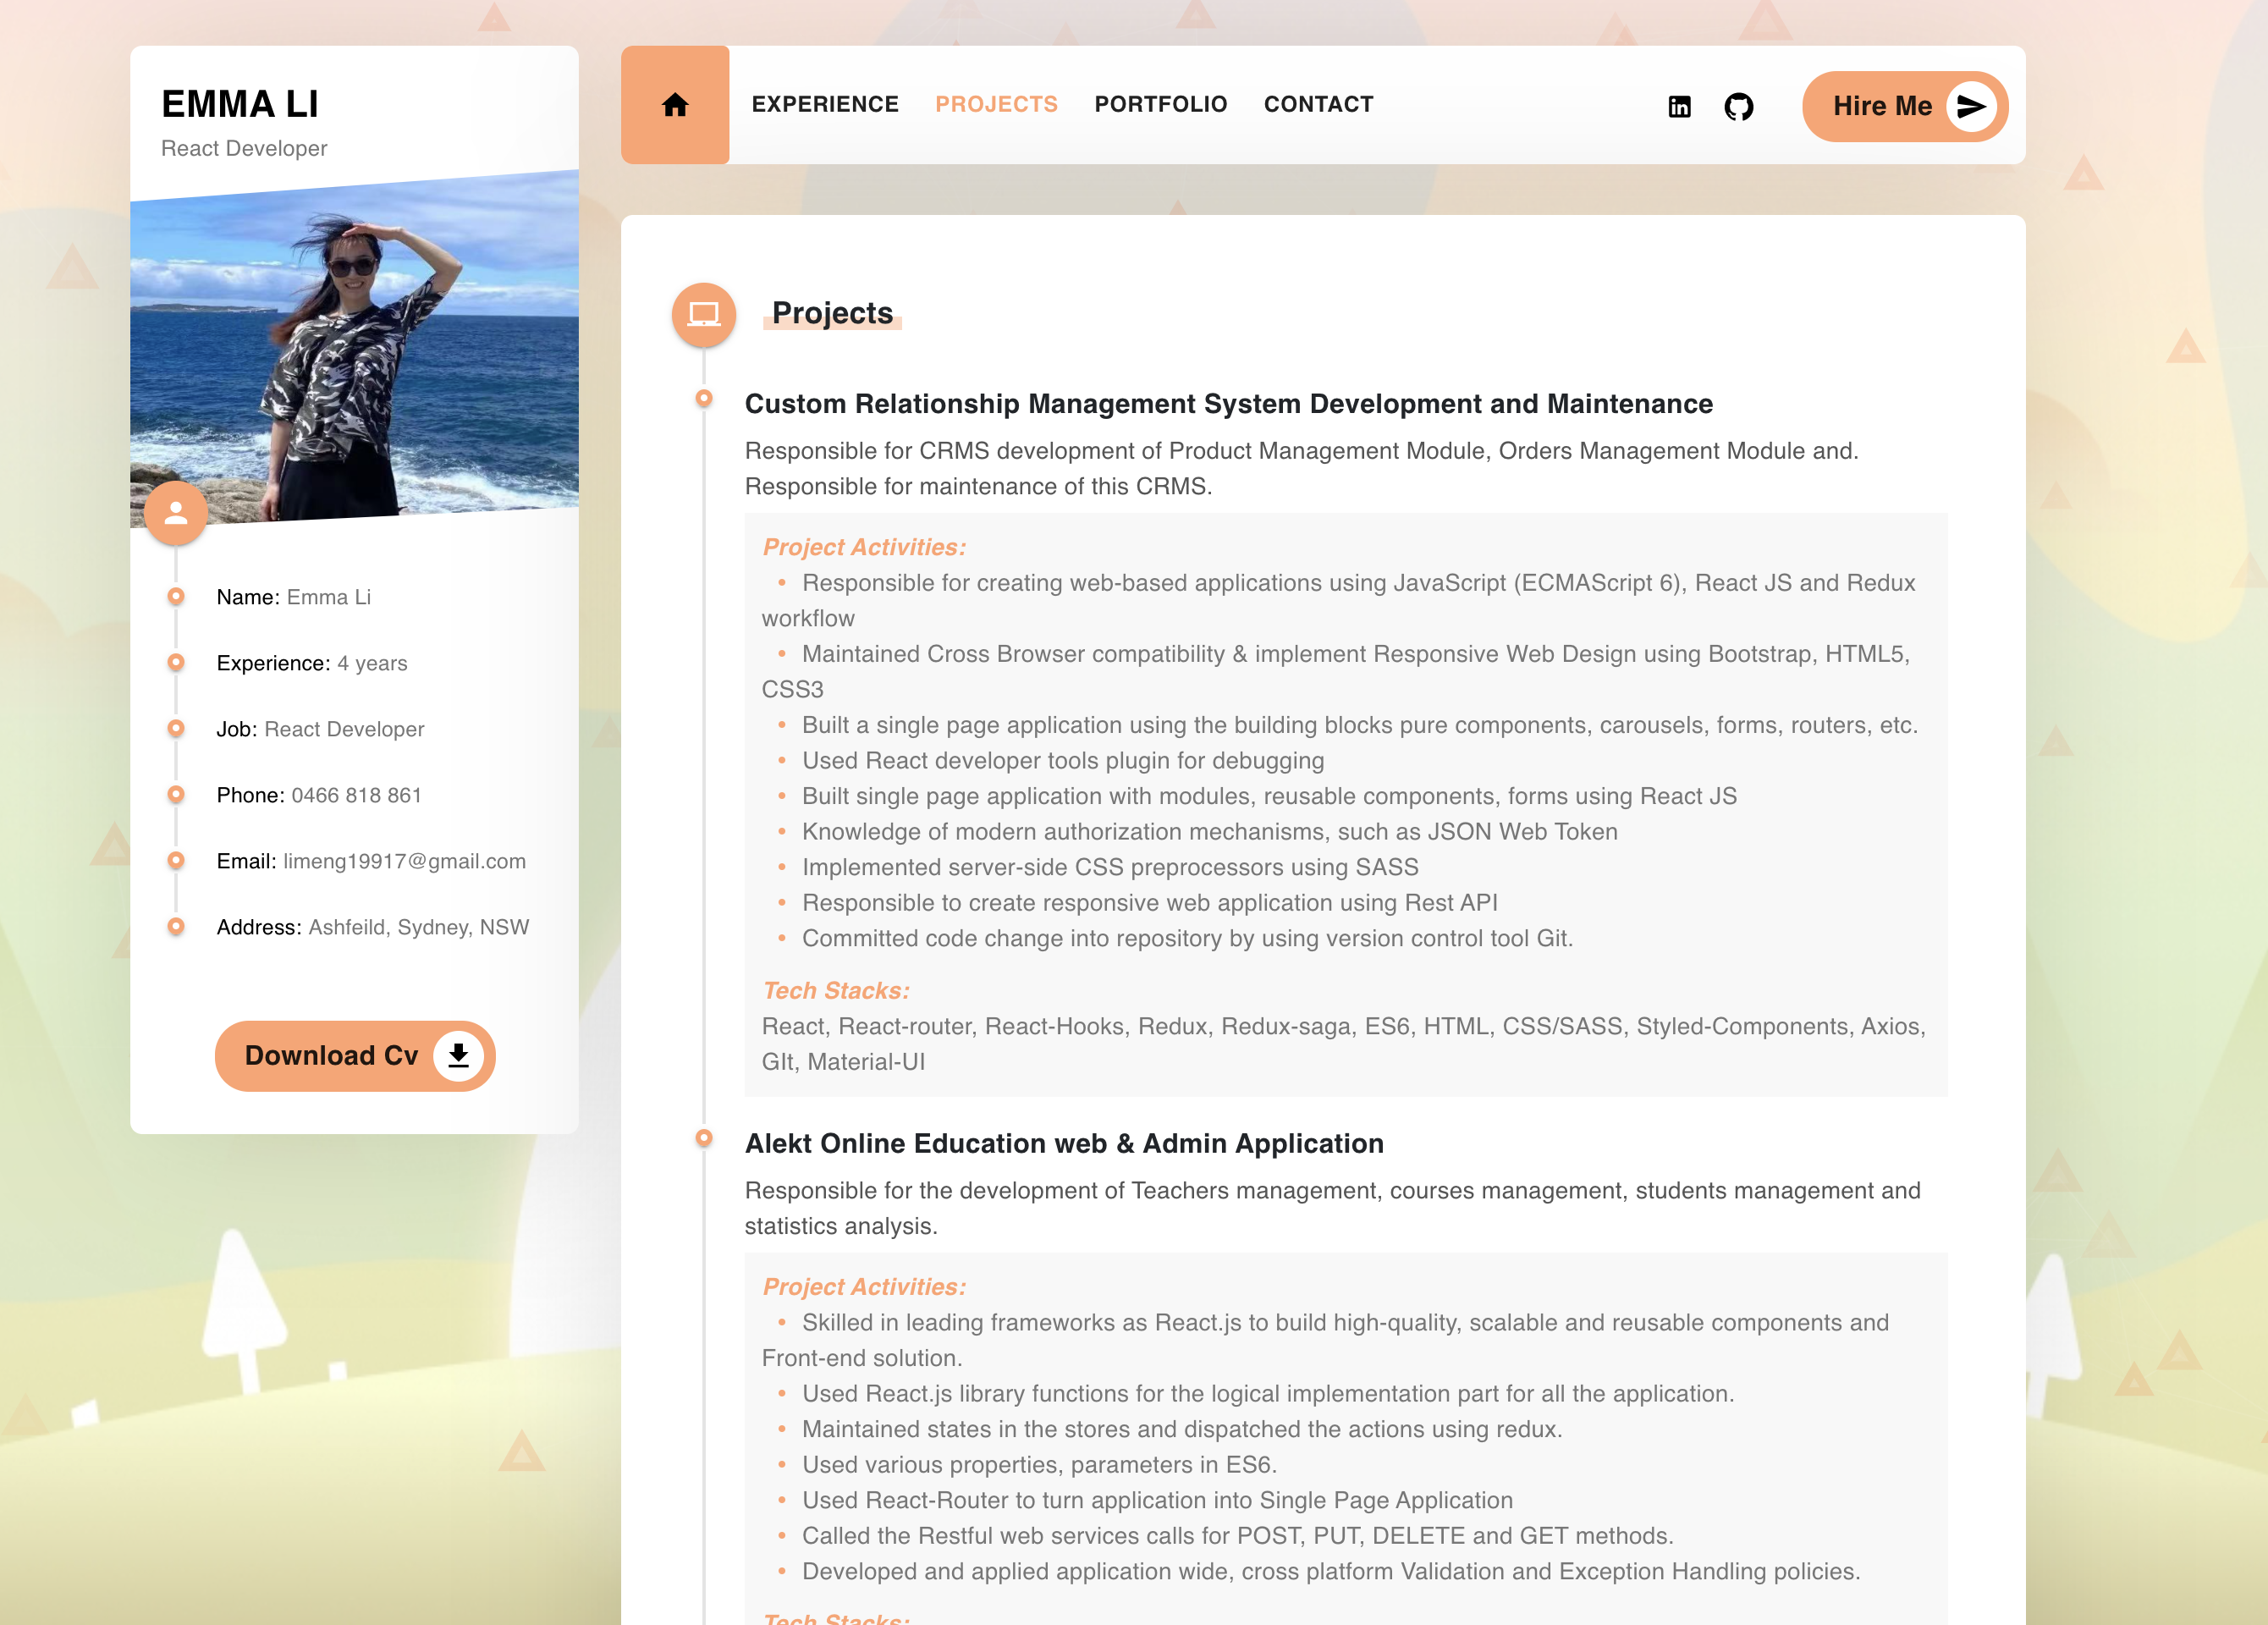 EMMA LI
React Developer
Name: Emma Li
Experience: 4 years
Job: React Developer
Phone: 0466 818 861
Email: limeng19917@gmail.com
Address: Ashfeild, Sydney, NSW
Download Cv
EXPERIENCE PROJECTS PORTFOLIO CONTACT
Hire Me
Projects
Custom Relationship Management System Development and Maintenance
Responsible for CRMS development of Product Management Module, Orders Management Module and.
Responsible for maintenance of this CRMS.
Project Activities:
• Responsible for creating web-based applications using JavaScript (ECMAScript 6), React JS and Redux
workflow
• Maintained Cross Browser compatibility & implement Responsive Web Design using Bootstrap, HTML5,
CSS3
• Built a single page application using the building blocks pure components, carousels, forms, routers, etc.
• Used React developer tools plugin for debugging
• Built single page application with modules, reusable components, forms using React JS
• Knowledge of modern authorization mechanisms, such as JSON Web Token
• Implemented server-side CSS preprocessors using SASS
• Responsible to create responsive web application using Rest API
• Committed code change into repository by using version control tool Git.
Tech Stacks:
React, React-router, React-Hooks, Redux, Redux-saga, ES6, HTML, CSS/SASS, Styled-Components, Axios,
GIt, Material-UI
Alekt Online Education web & Admin Application
Responsible for the development of Teachers management, courses management, students management and
statistics analysis.
Project Activities:
• Skilled in leading frameworks as React.js to build high-quality, scalable and reusable components and
Front-end solution.
• Used React.js library functions for the logical implementation part for all the application.
• Maintained states in the stores and dispatched the actions using redux.
• Used various properties, parameters in ES6.
• Used React-Router to turn application into Single Page Application
• Called the Restful web services calls for POST, PUT, DELETE and GET methods.
• Developed and applied application wide, cross platform Validation and Exception Handling policies.
Tech Stacks: